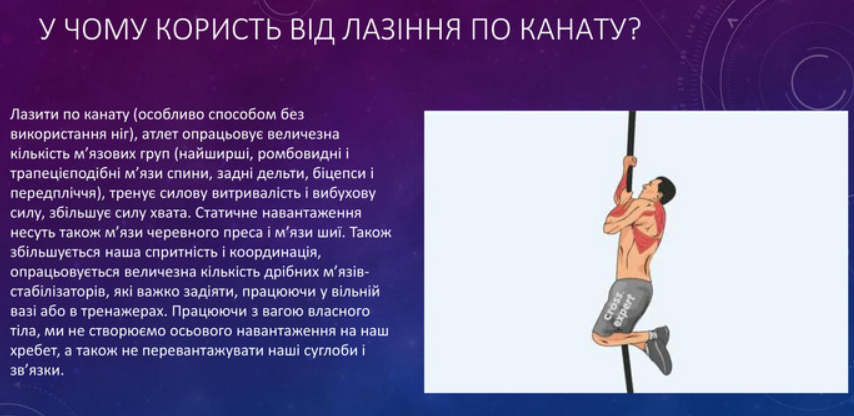 У ЧОМУ КОРИСТЬ ВІД ЛАЗІННЯ ПО КАНАТУ?
Лазити по канату (особливо способом без
використання ніг), атлет опрацьовує величезна
кількість м'язових груп (найширші, ромбовидні і
трапецієподібні м'язи спини, задні дельти, біцепси і
передпліччя), тренує силову витривалість і вибухову
силу, збільшує силу хвата. Статичне навантаження
несуть також м'язи черевного преса і м'язи шиї. Також
збільшується наша спритність і координація,
опрацьовується величезна кількість дрібних м'язів-
стабілізаторів, які важко задіяти, працюючи у вільній
вазі або в тренажерах. Працюючи з вагою власного
тіла, ми не створюємо осьового навантаження на наш
хребет, а також не перевантажувати наші суглоби і
зв'язки.
cross.
expert